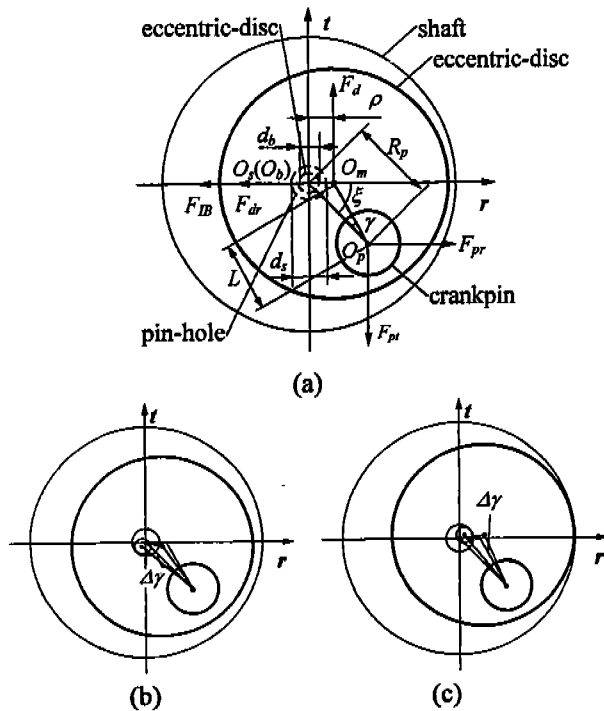 eccentric-disc
t
shaft
eccentric-disc
F_d
ρ
d_b
R_p
O_s(O_b)
O_m
ξ
r
F_IB
F_dr
γ
F_pr
O_p
d_s
L
crankpin
pin-hole
F_pt
(a)
t
t
Δγ
r
r
Δγ
(b)
(c)